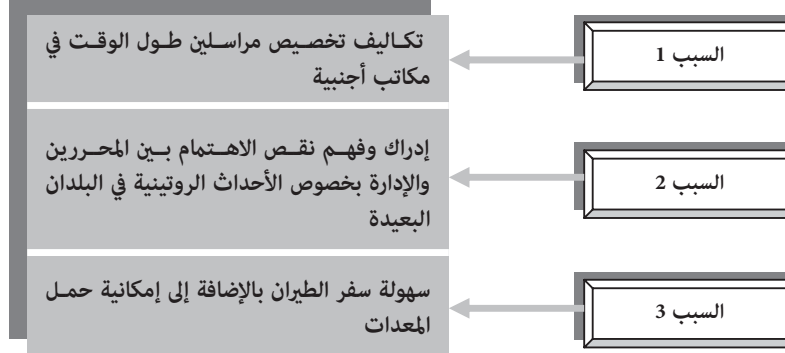 السبب 1
تكاليف تخصيص مراسلين طول الوقت في
مكاتب أجنبية
السبب 2
إدراك وفهم نقص الاهتمام بين المحررين
والإدارة بخصوص الأحداث الروتينية في البلدان
البعيدة
السبب 3
سهولة سفر الطيران بالإضافة إلى إمكانية حمل
المعدات